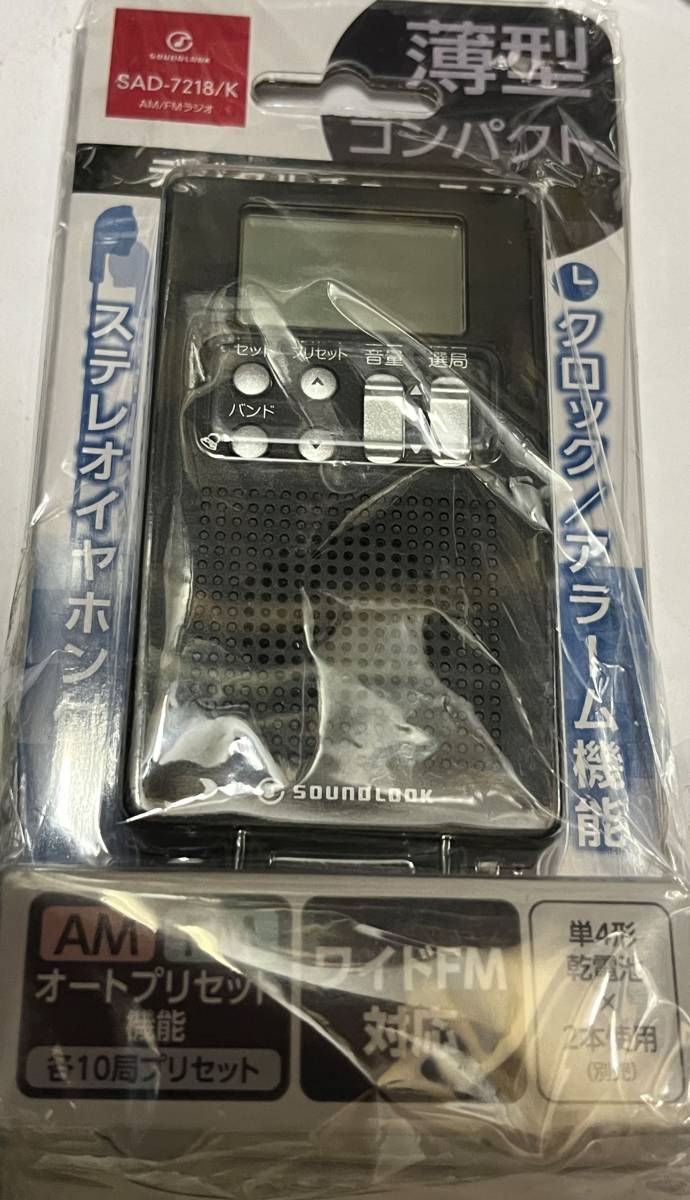 SOUNDLOOK
SAD-7218/K
AM/FMラジオ
薄型
コンパクト
ステレオイヤホン
クロック/アラーム機能
セット
プリセット
音量
選局
バンド
SOUNDLOOK
AM
オートプリセット
機能
各10局プリセット
ワイドFM
対応
単4形
乾電池
×
2本使用
(別売)